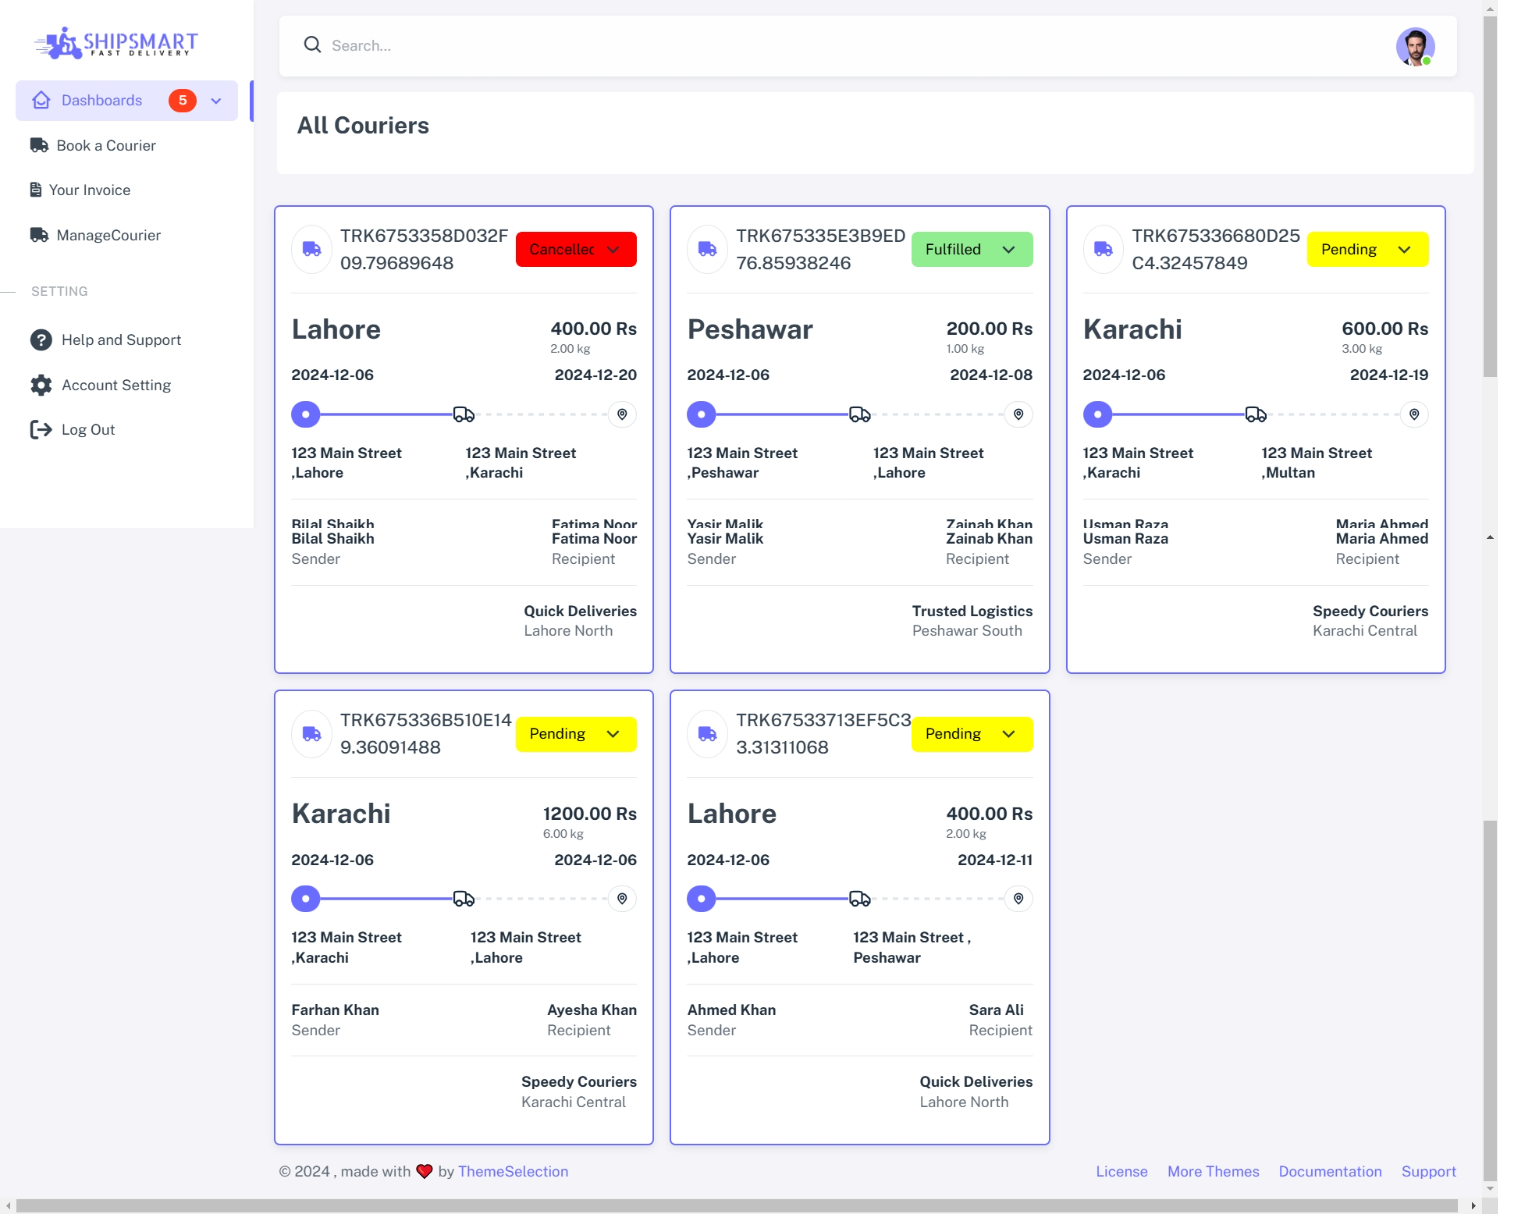 SHIPSMART
FAST DELIVERY
Dashboards 5
Book a Courier
Your Invoice
ManageCourier
SETTING
Help and Support
Account Setting
Log Out
Search...
All Couriers
TRK6753358D032F
09.79689648
Cancelled
Lahore
400.00 Rs
2.00 kg
2024-12-06 2024-12-20
123 Main Street
,Lahore
123 Main Street
,Karachi
Bilal Shaikh Fatima Noor
Bilal Shaikh Fatima Noor
Sender Recipient
Quick Deliveries
Lahore North
TRK675335E3B9ED
76.85938246
Fulfilled
Peshawar
200.00 Rs
1.00 kg
2024-12-06 2024-12-08
123 Main Street
,Peshawar
123 Main Street
,Lahore
Yasir Malik Zainab Khan
Yasir Malik Zainab Khan
Sender Recipient
Trusted Logistics
Peshawar South
TRK675336680D25
C4.32457849
Pending
Karachi
600.00 Rs
3.00 kg
2024-12-06 2024-12-19
123 Main Street
,Karachi
123 Main Street
,Multan
Usman Raza Maria Ahmed
Usman Raza Maria Ahmed
Sender Recipient
Speedy Couriers
Karachi Central
TRK675336B510E14
9.36091488
Pending
Karachi
1200.00 Rs
6.00 kg
2024-12-06 2024-12-06
123 Main Street
,Karachi
123 Main Street
,Lahore
Farhan Khan Ayesha Khan
Sender Recipient
Speedy Couriers
Karachi Central
TRK67533713EF5C3
3.31311068
Pending
Lahore
400.00 Rs
2.00 kg
2024-12-06 2024-12-11
123 Main Street
,Lahore
123 Main Street ,
Peshawar
Ahmed Khan Sara Ali
Sender Recipient
Quick Deliveries
Lahore North
© 2024 , made with ❤️ by ThemeSelection
License More Themes Documentation Support